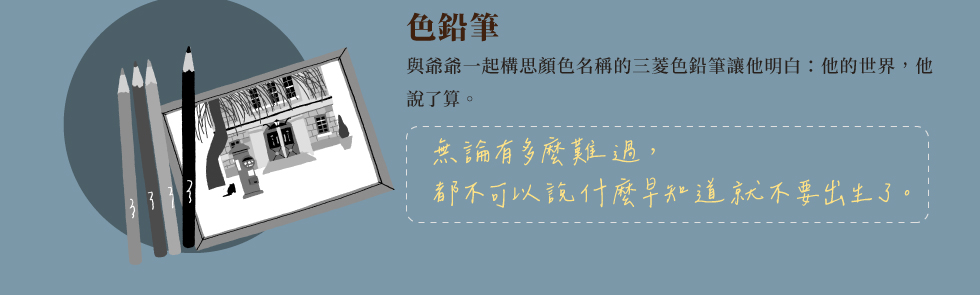 色鉛筆
與爺爺一起構思顏色名稱的三菱色鉛筆讓他明白：他的世界，他
說了算。
無論有多麼難過，
都不可以說什麼早知道就不要出生了。